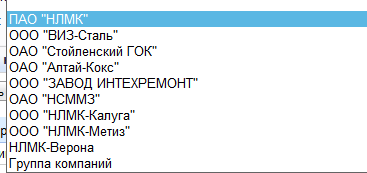 ПАО "НЛМК"
ООО "ВИЗ-Сталь"
ОАО "Стойленский ГОК"
ОАО "Алтай-Кокс"
ООО "ЗАВОД ИНТЕХРЕМОНТ"
ОАО "НСММЗ"
ООО "НЛМК-Калуга"
ООО "НЛМК-Метиз"
НЛМК-Верона
Группа компаний